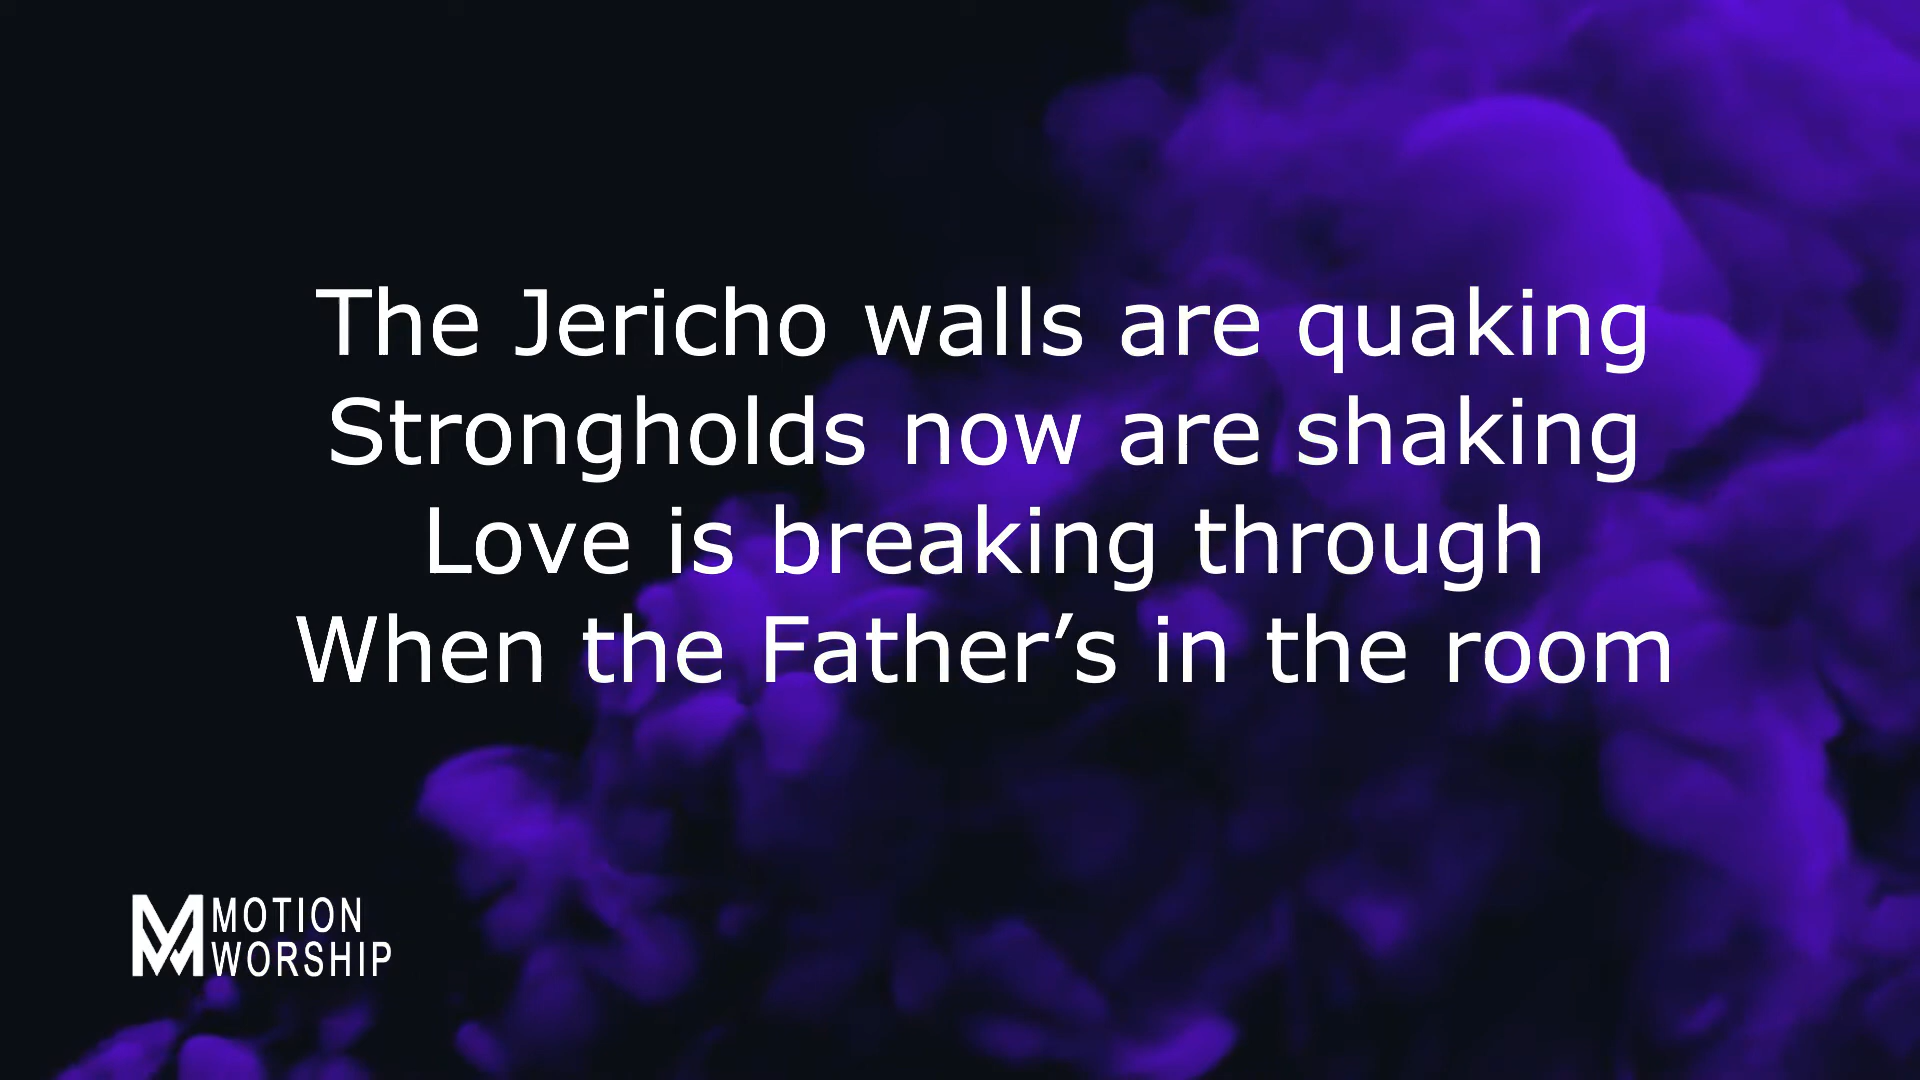 The Jericho walls are quaking
Strongholds now are shaking
Love is breaking through
When the Father’s in the room
MOTION
WORSHIP